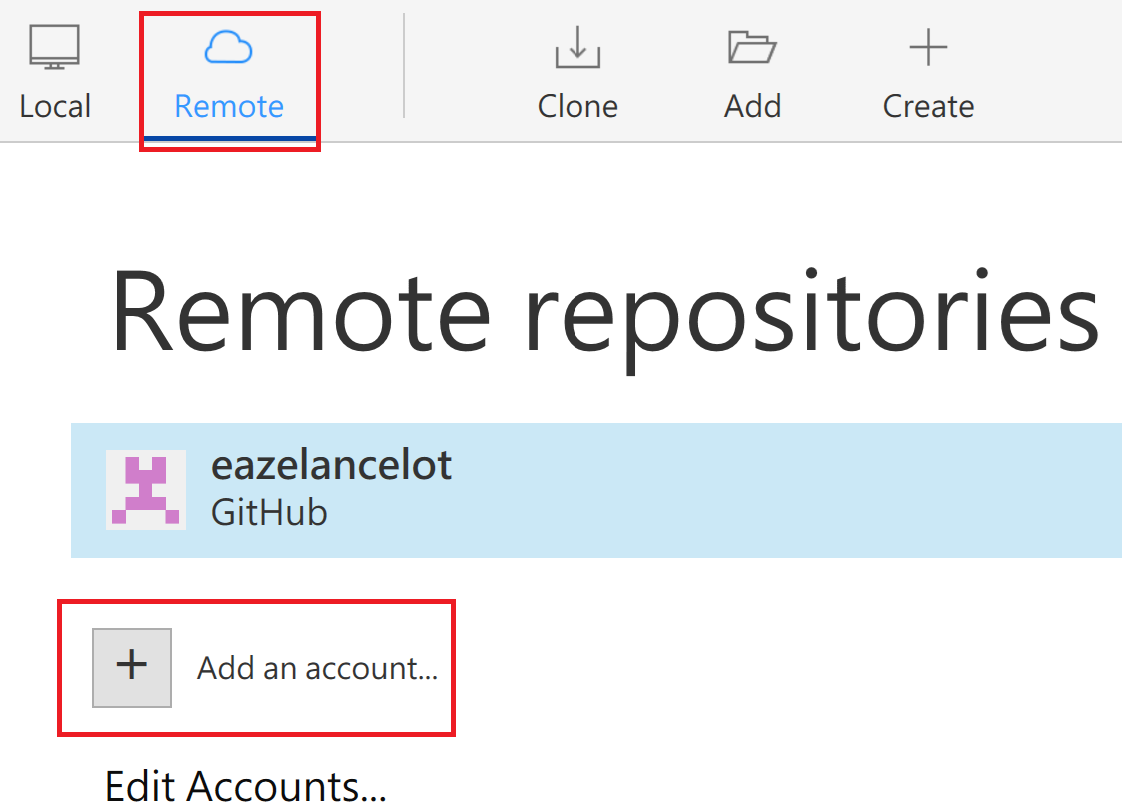 Local Remote Clone Add Create
Remote repositories
eazelancelot
GitHub
Add an account...
Edit Accounts...